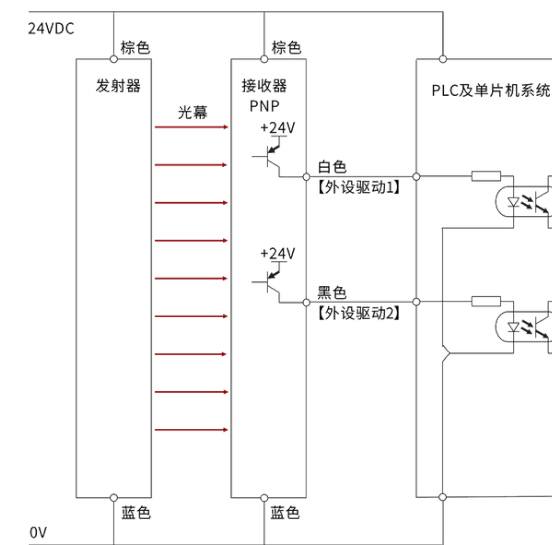 24VDC
棕色
棕色
发射器
接收器
PNP
PLC及单片机系统
光幕
+24V
白色
【外设驱动1】
+24V
黑色
【外设驱动2】
蓝色
蓝色
0V